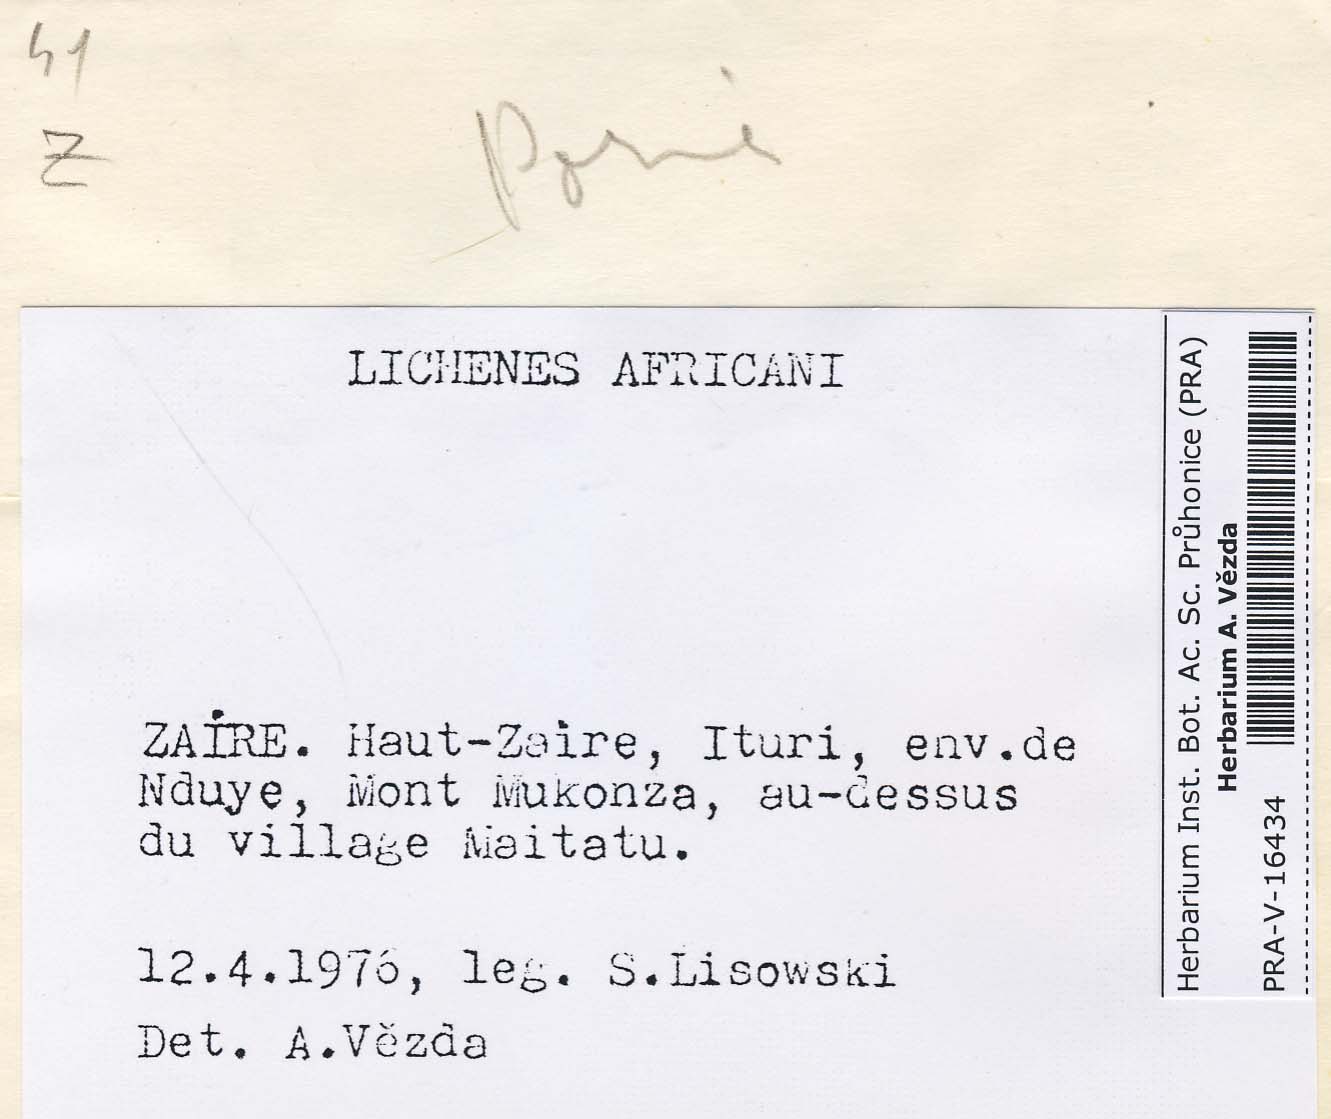 41
Z
LICHENES AFRICANI
ZAÏRE. Haut-Zaire, Ituri, env.de
Nduye, Mont Mukonza, au-dessus
du village Maitatu.
12.4.1976, leg. S.Lisowski
Det. A.Vězda
Herbarium Inst. Bot. Ac. Sc. Průhonice (PRA)
Herbarium A. Vězda
PRA-V-16434